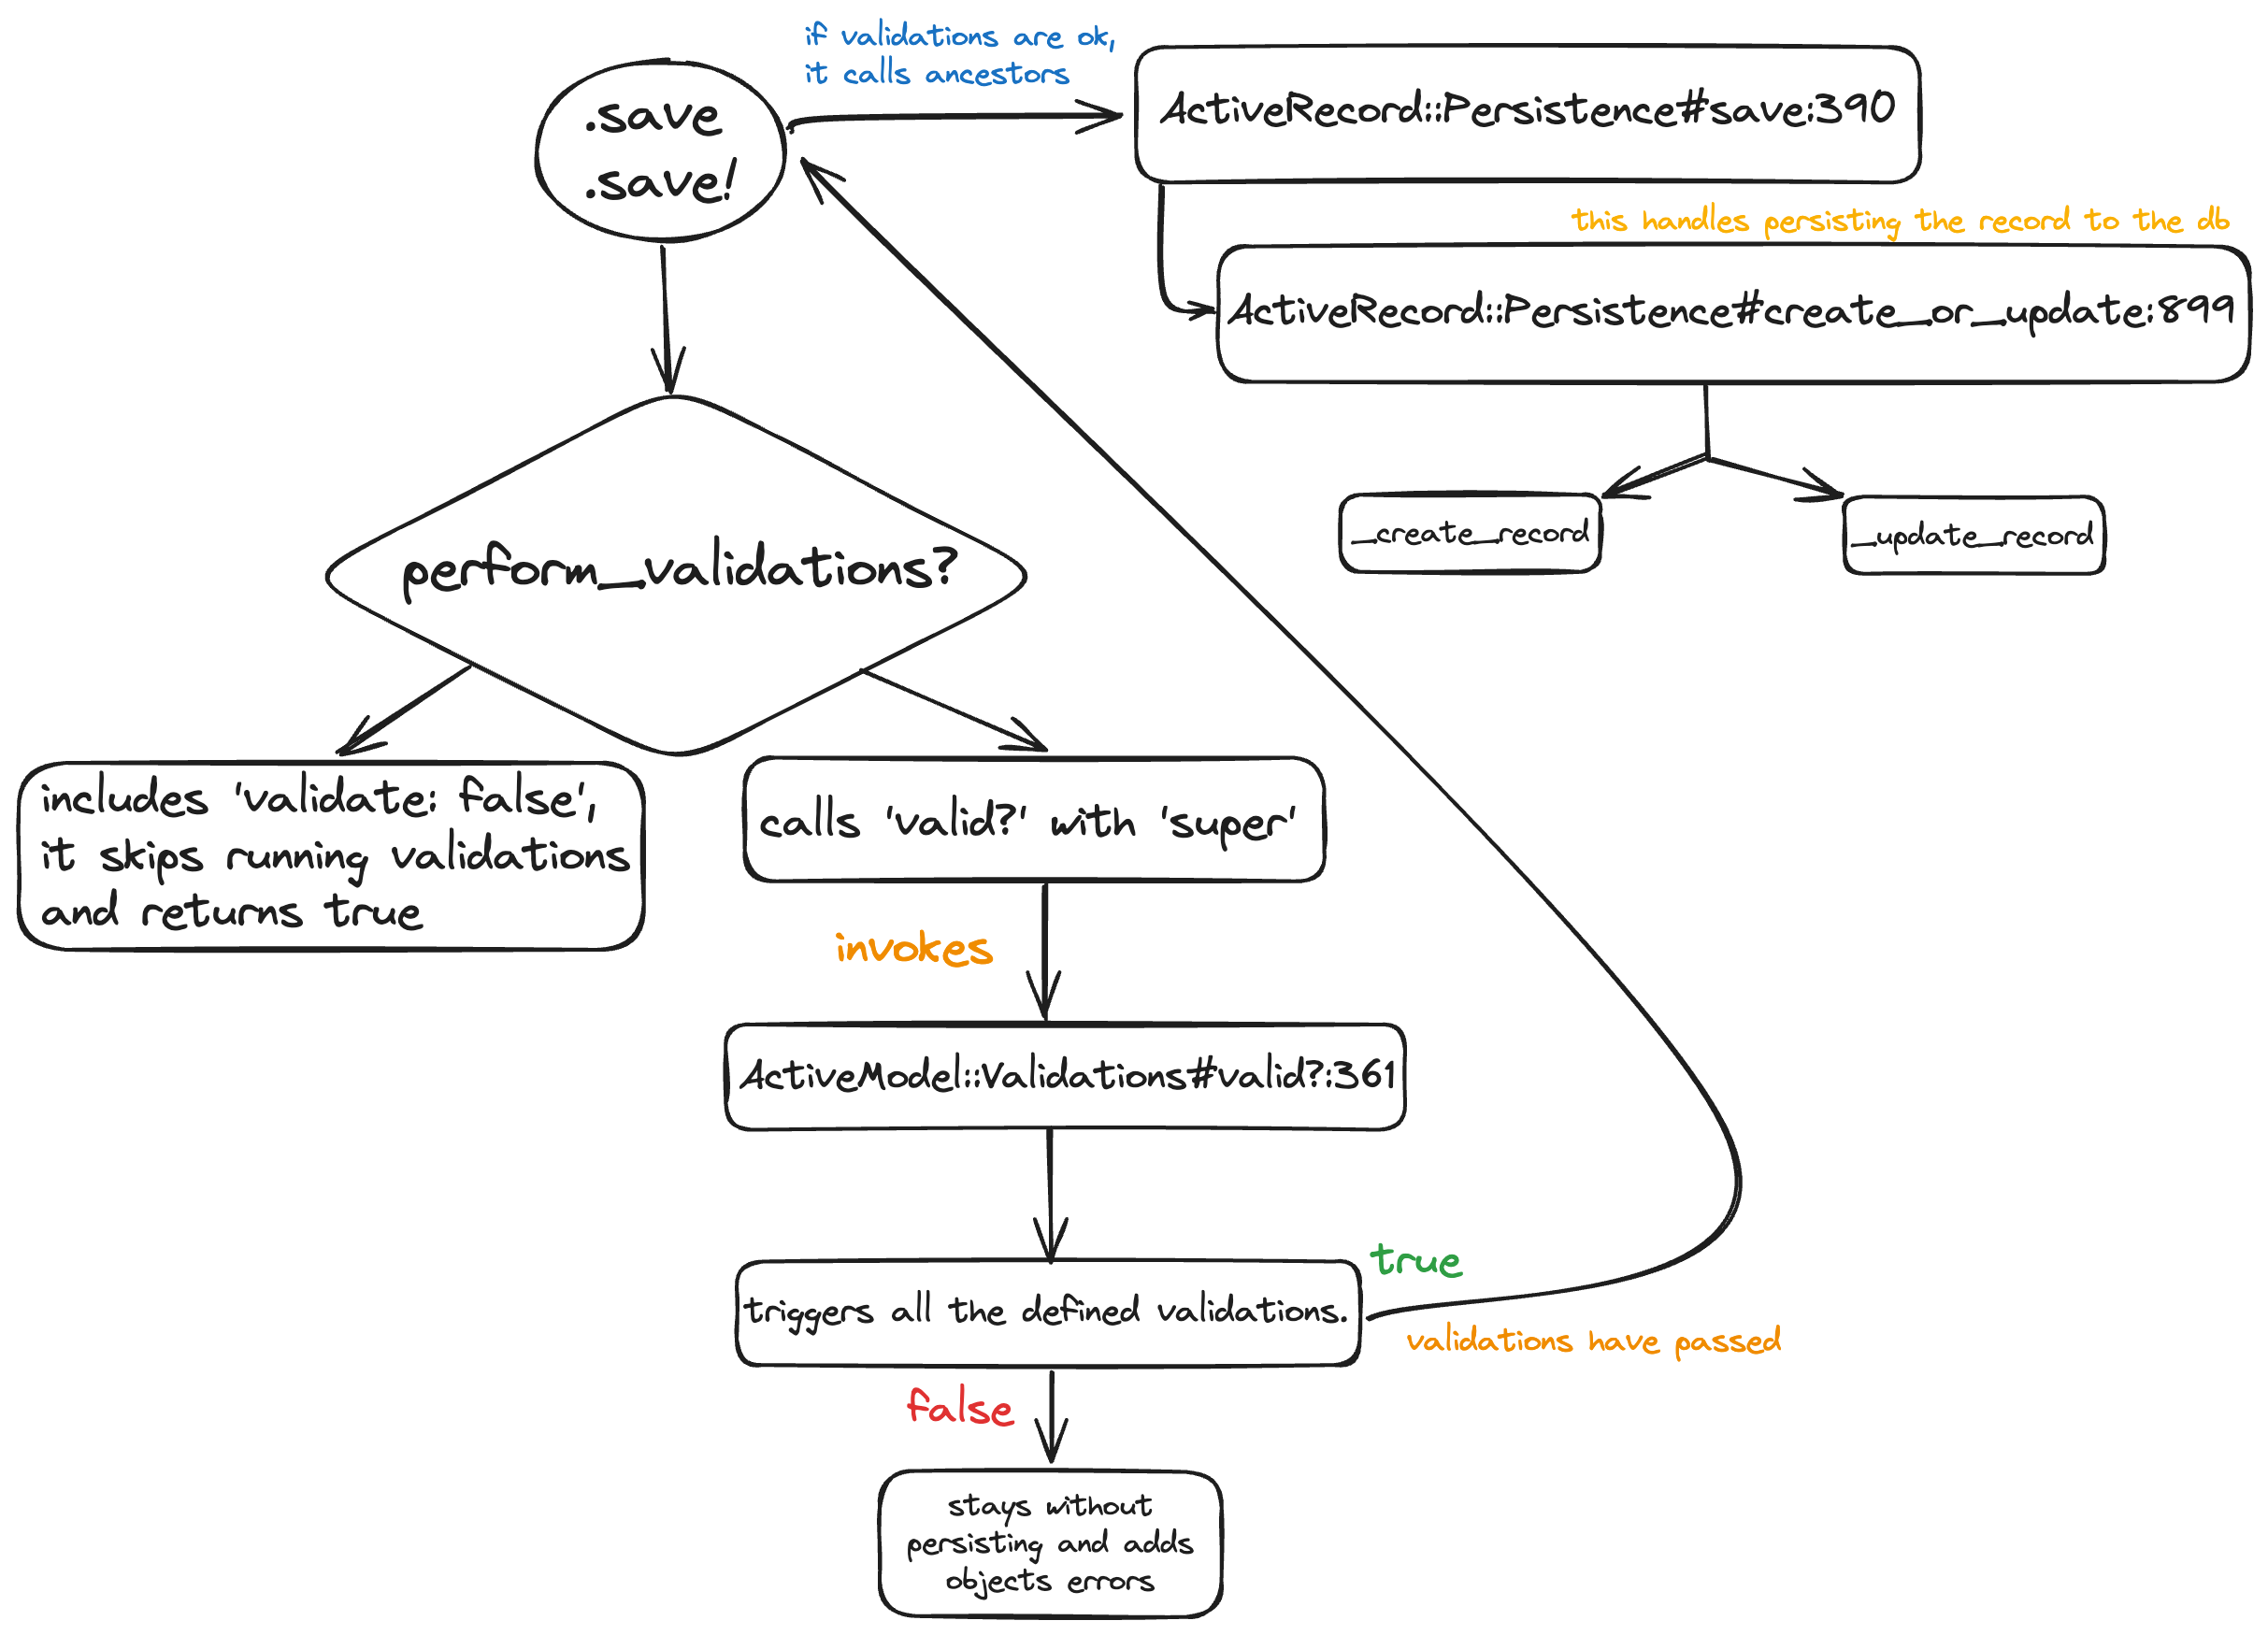 if validations are ok,
it calls ancestors
.save
.save!
ActiveRecord::Persistence#save:390
this handles persisting the record to the db
ActiveRecord::Persistence#create_or_update:899
_create_record
_update_record
perform_validations?
includes 'validate: false',
it skips running validations
and returns true
calls 'valid?' with 'super'
invokes
ActiveModel::Validations#valid?:361
true
triggers all the defined validations.
validations have passed
false
stays without
persisting and adds
objects errors